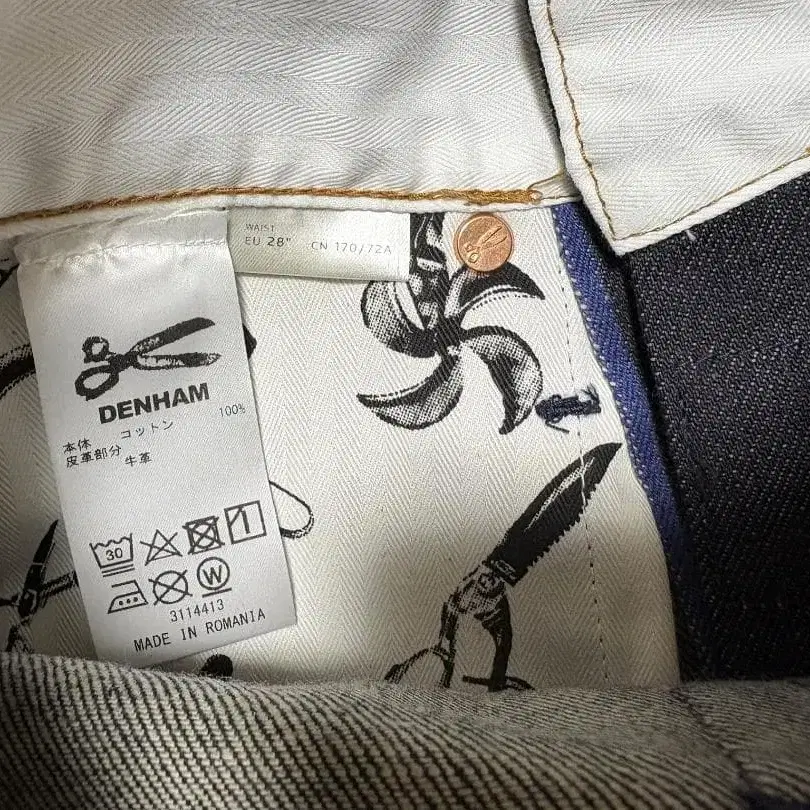 WAIST
EU 28" CN 170/72A
DENHAM
本体 コットン 100%
皮革部分 牛革
30
W
3114413
MADE IN ROMANIA